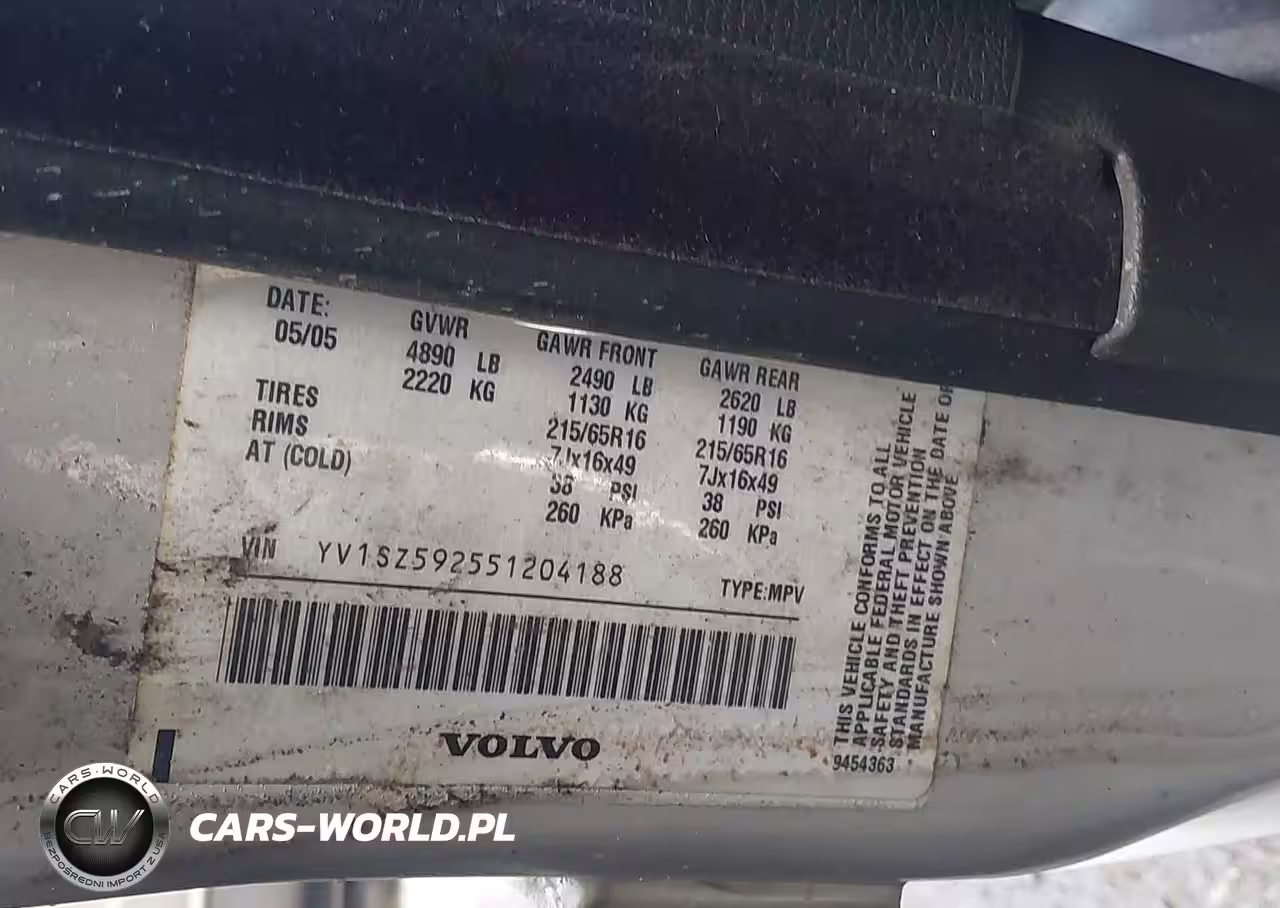 DATE: GVWR GAWR FRONT GAWR REAR
05/05 4890 LB 2490 LB 2620 LB
2220 KG 1130 KG 1190 KG
TIRES 215/65R16 215/65R16
RIMS 7Jx16x49 7Jx16x49
AT (COLD) 38 PSI 38 PSI
260 KPa 260 KPa
VIN YV1SZ592551204188 TYPE:MPV
VOLVO
THIS VEHICLE CONFORMS TO ALL
APPLICABLE FEDERAL MOTOR VEHICLE
SAFETY AND THEFT PREVENTION
STANDARDS IN EFFECT ON THE DATE OF
MANUFACTURE SHOWN ABOVE
9454363
CARS-WORLD
CW
BEZPOŚREDNI IMPORT Z USA
CARS-WORLD.PL